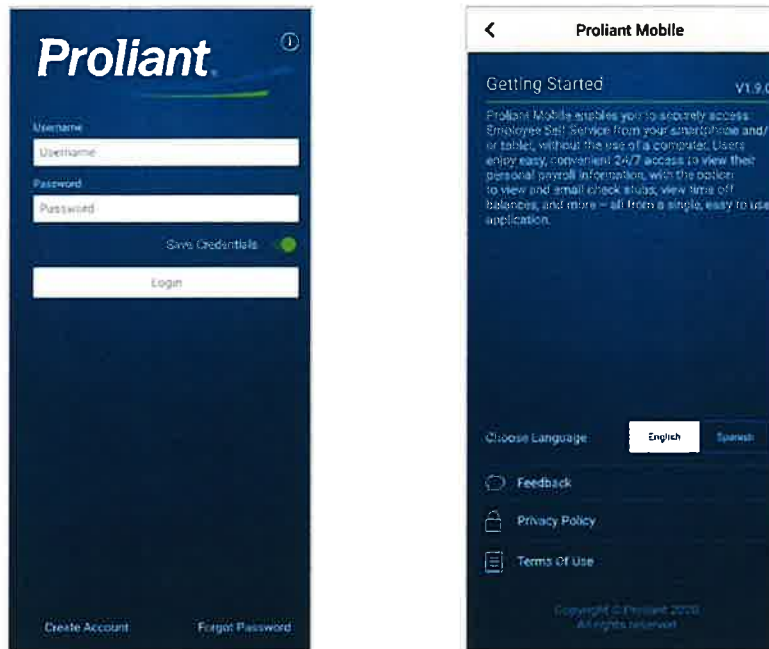 Proliant
Username
Username
Password
Password
Save Credentials
Login
Create Account
Forgot Password
Proliant Mobile
Getting Started
V1.9.0
Proliant Mobile enables you to securely access
Employee Self Service from your smartphone and/
or tablet, without the use of a computer. Users
enjoy easy, convenient 24/7 access to view their
personal payroll information, with the option
to view and email check stubs, view time off
balances, and more – all from a single, easy to use
application.
Choose Language
English
Spanish
Feedback
Privacy Policy
Terms Of Use
Copyright © Proliant 2020
All rights reserved